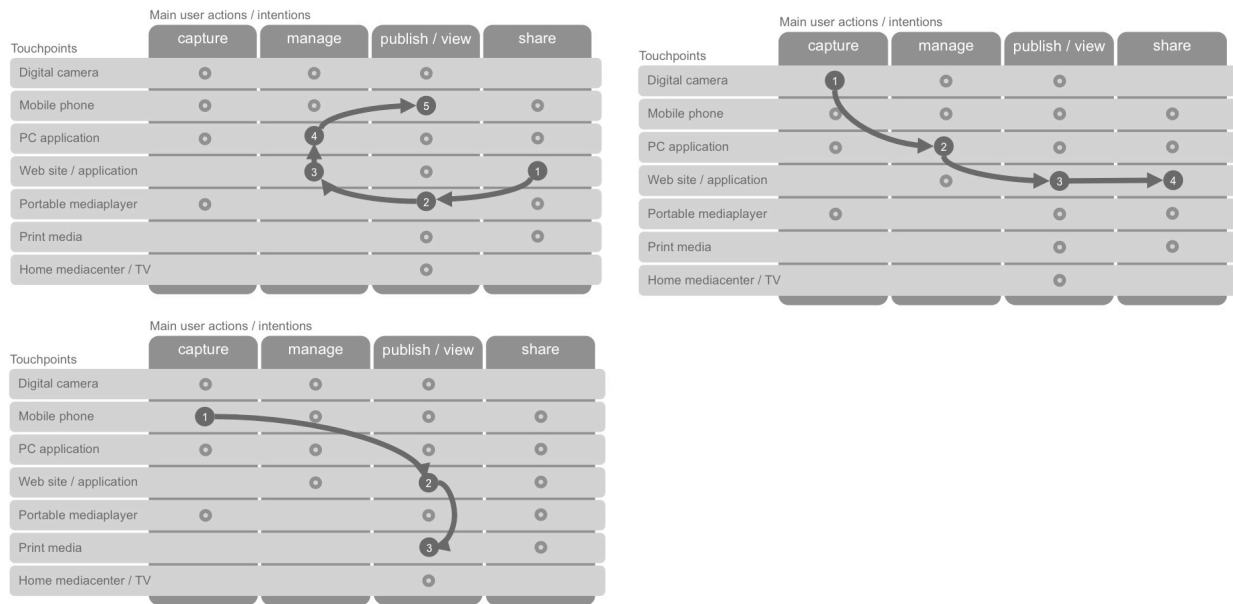 Main user actions / intentions
Touchpoints capture manage publish / view share
Digital camera
Mobile phone 5
PC application 4
Web site / application 3 1
Portable mediaplayer 2
Print media
Home mediacenter / TV
Main user actions / intentions
Touchpoints capture manage publish / view share
Digital camera 1
Mobile phone
PC application 2
Web site / application 3 4
Portable mediaplayer
Print media
Home mediacenter / TV
Main user actions / intentions
Touchpoints capture manage publish / view share
Digital camera
Mobile phone 1
PC application
Web site / application 2
Portable mediaplayer
Print media 3
Home mediacenter / TV